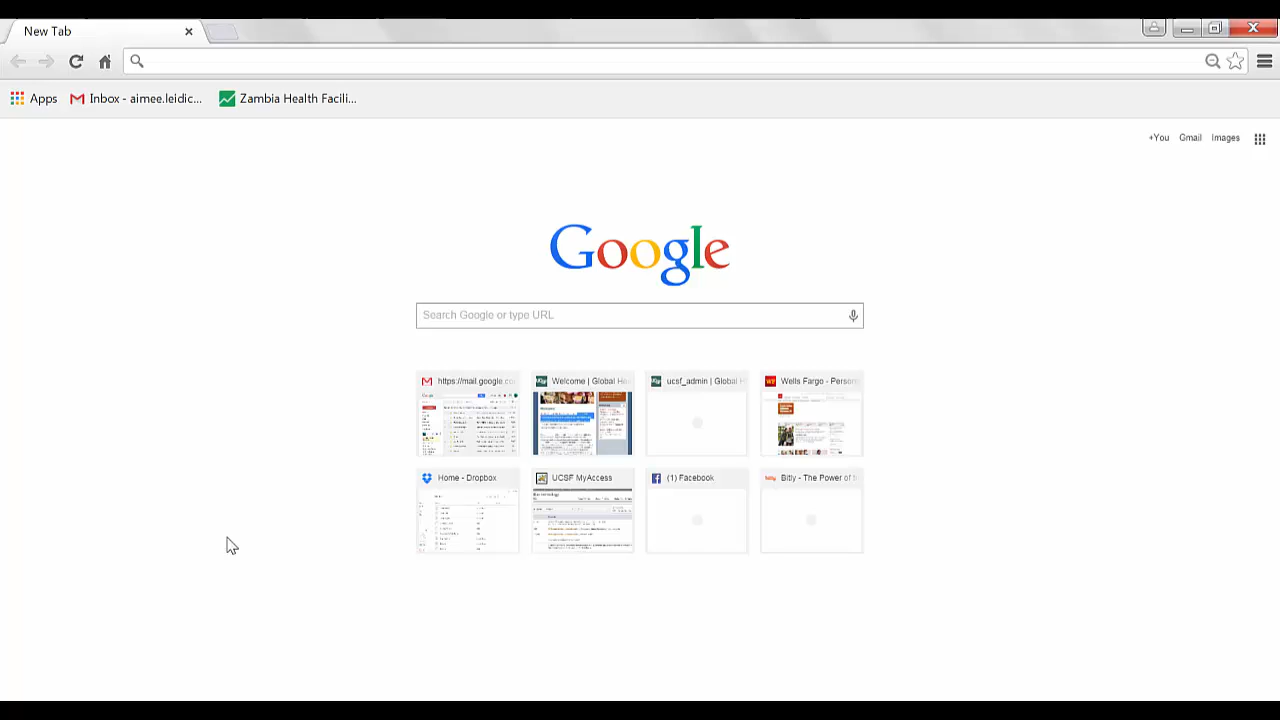 New Tab
Apps
Inbox - aimee.leidic...
Zambia Health Facili...
+You Gmail Images
Google
Search Google or type URL
https://mail.google.co
Welcome | Global He
ucsf_admin | Global H
Wells Fargo - Person
Home - Dropbox
UCSF MyAccess
(1) Facebook
Bitly - The Power of t